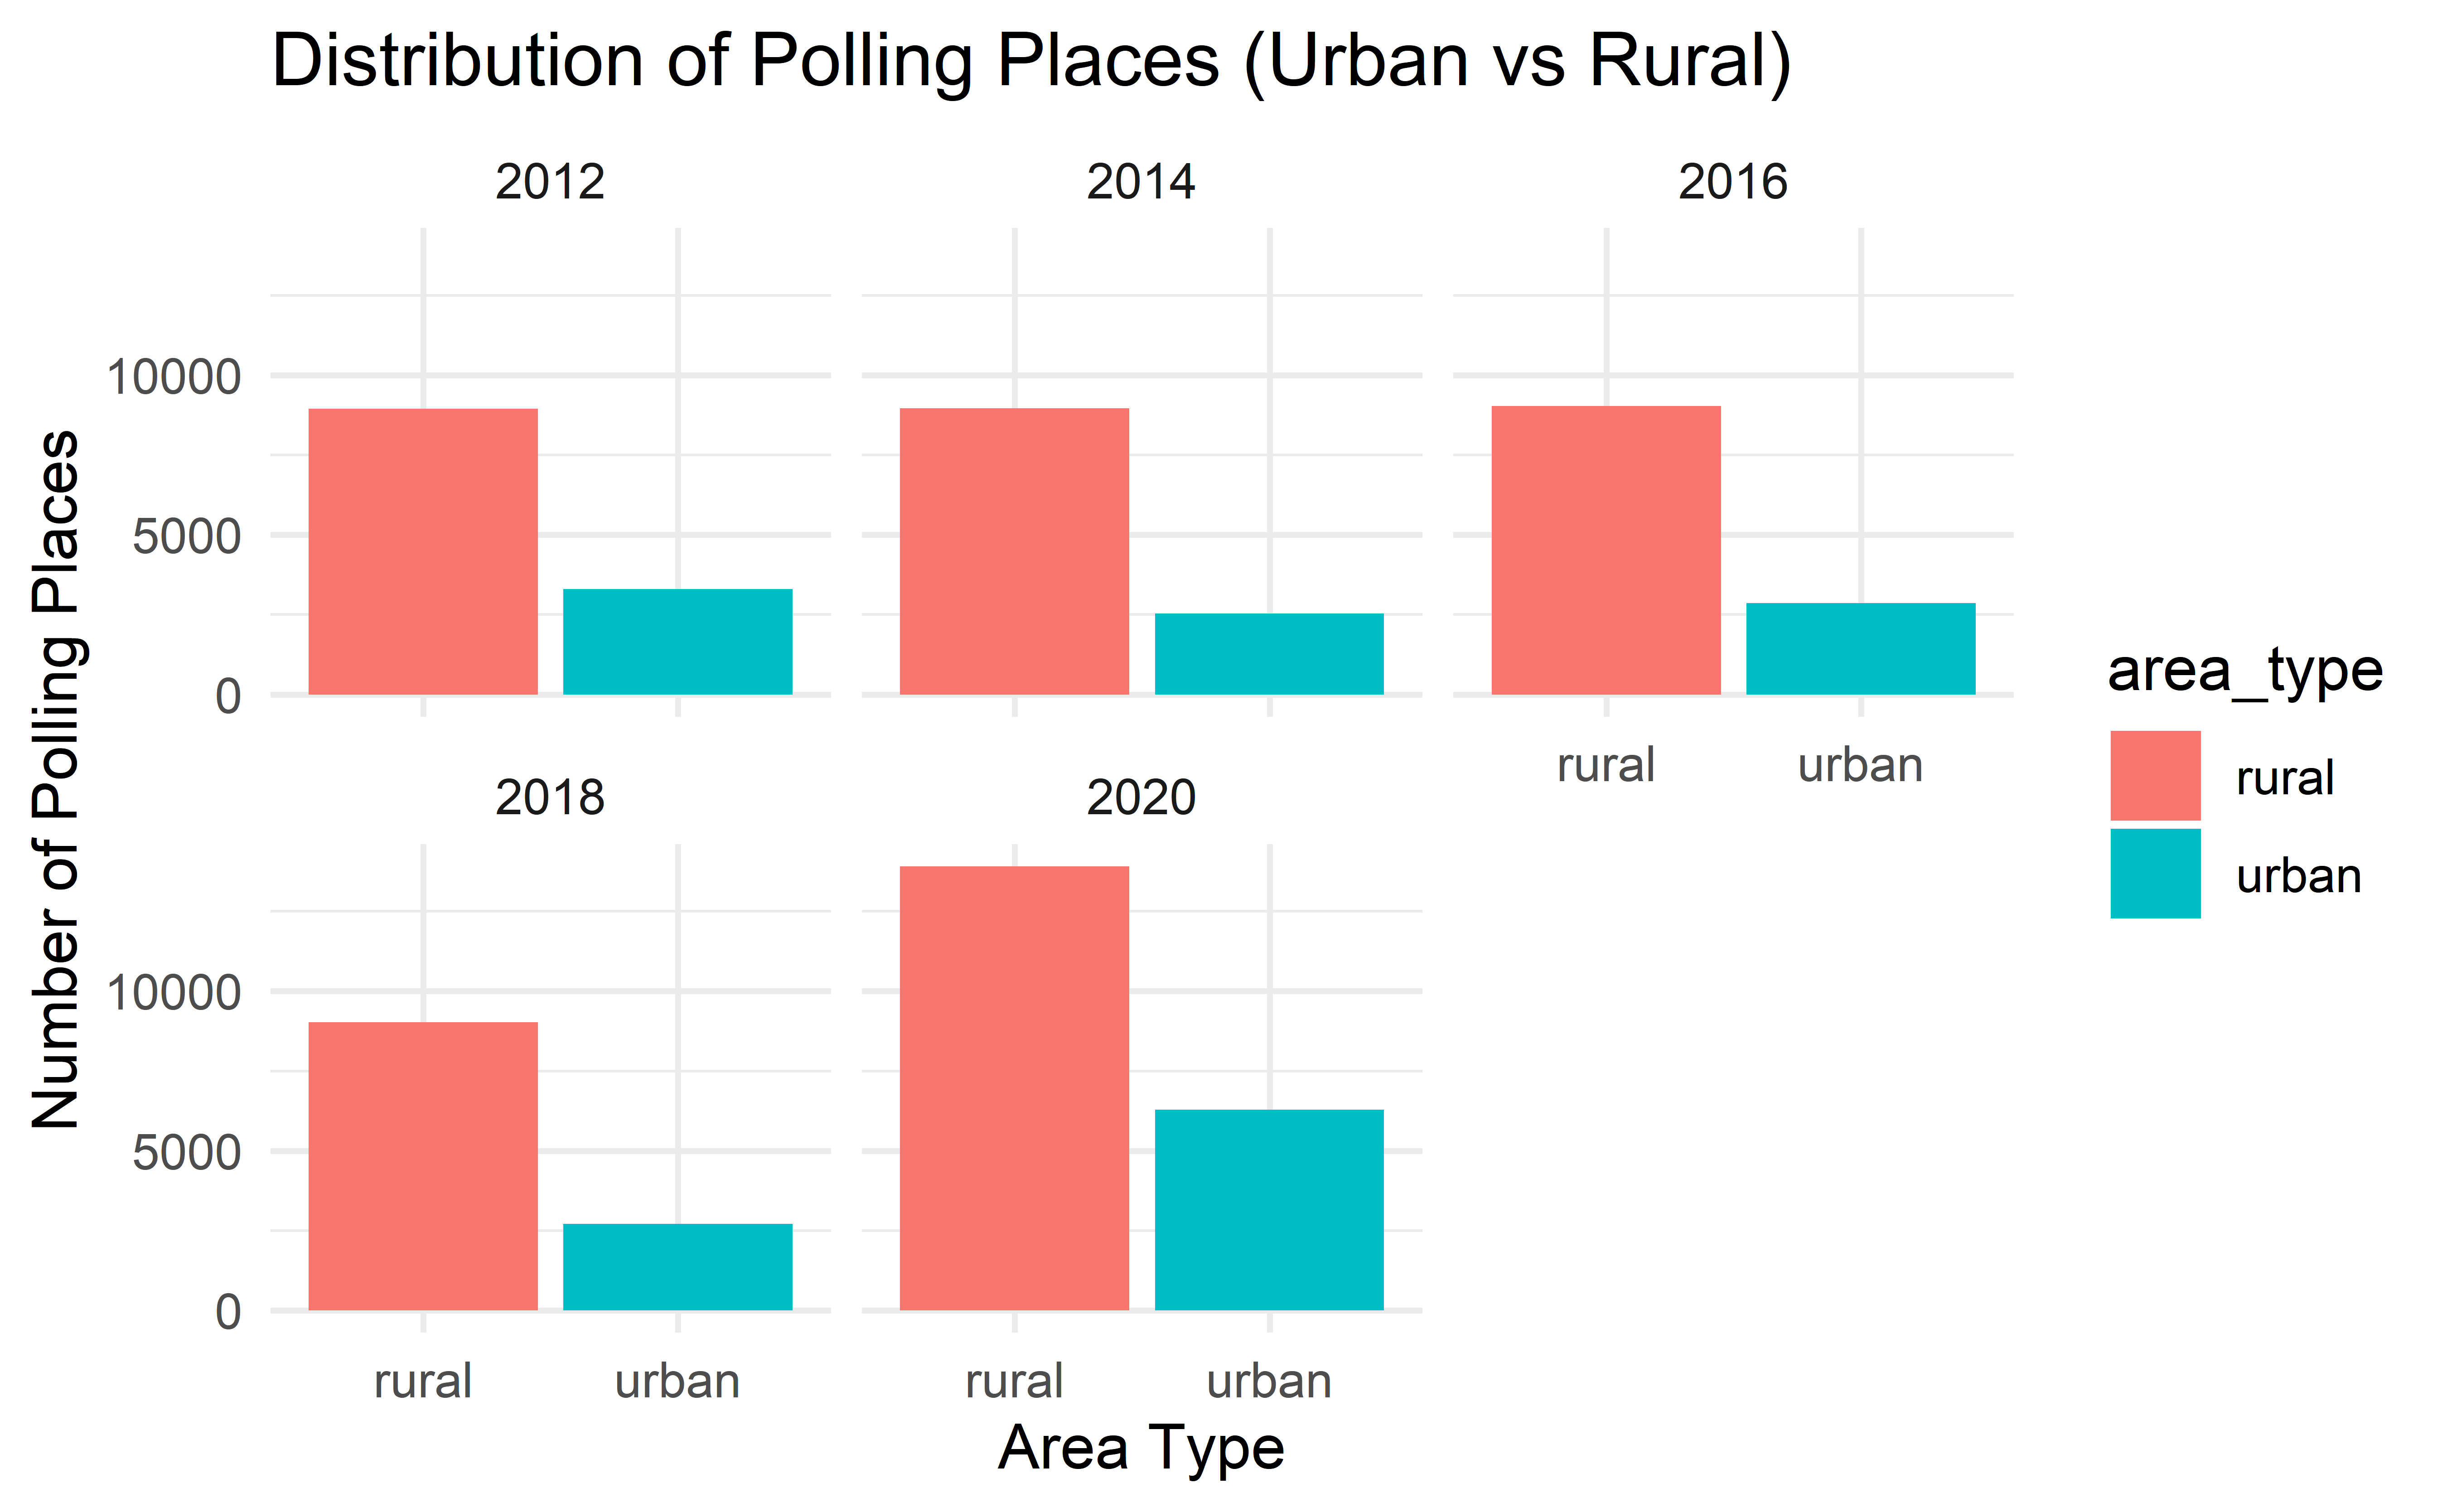 Distribution of Polling Places (Urban vs Rural)
2012
2014
2016
10000
5000
0
rural
urban
2018
2020
10000
5000
0
rural
urban
rural
urban
Area Type
Number of Polling Places
area_type
rural
urban